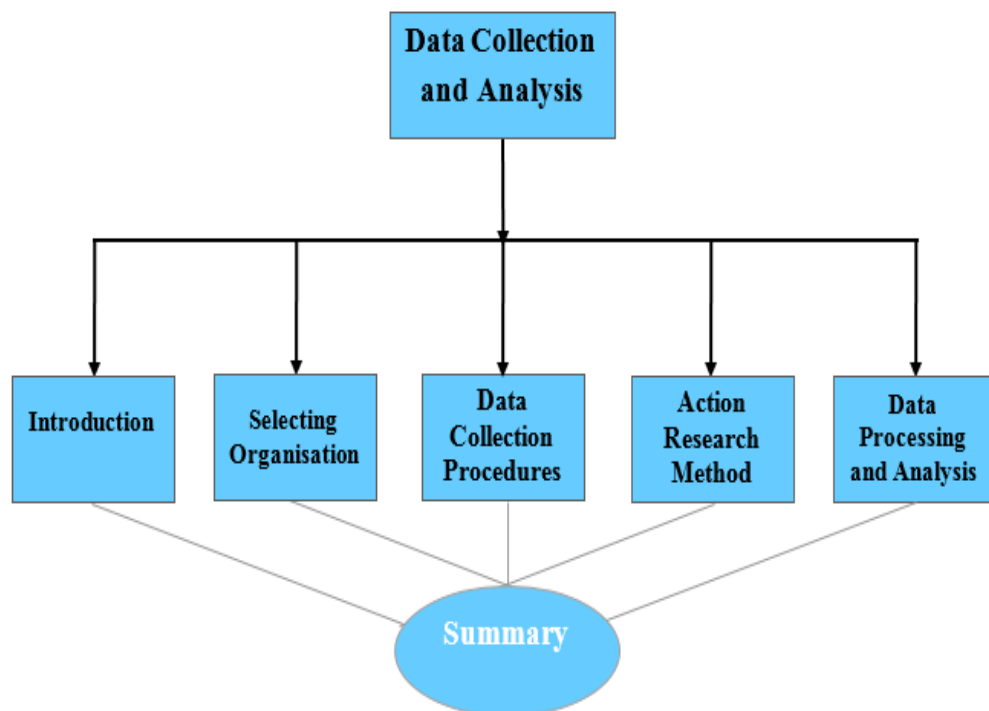 Data Collection
and Analysis
Introduction
Selecting
Organisation
Data
Collection
Procedures
Action
Research
Method
Data
Processing
and Analysis
Summary